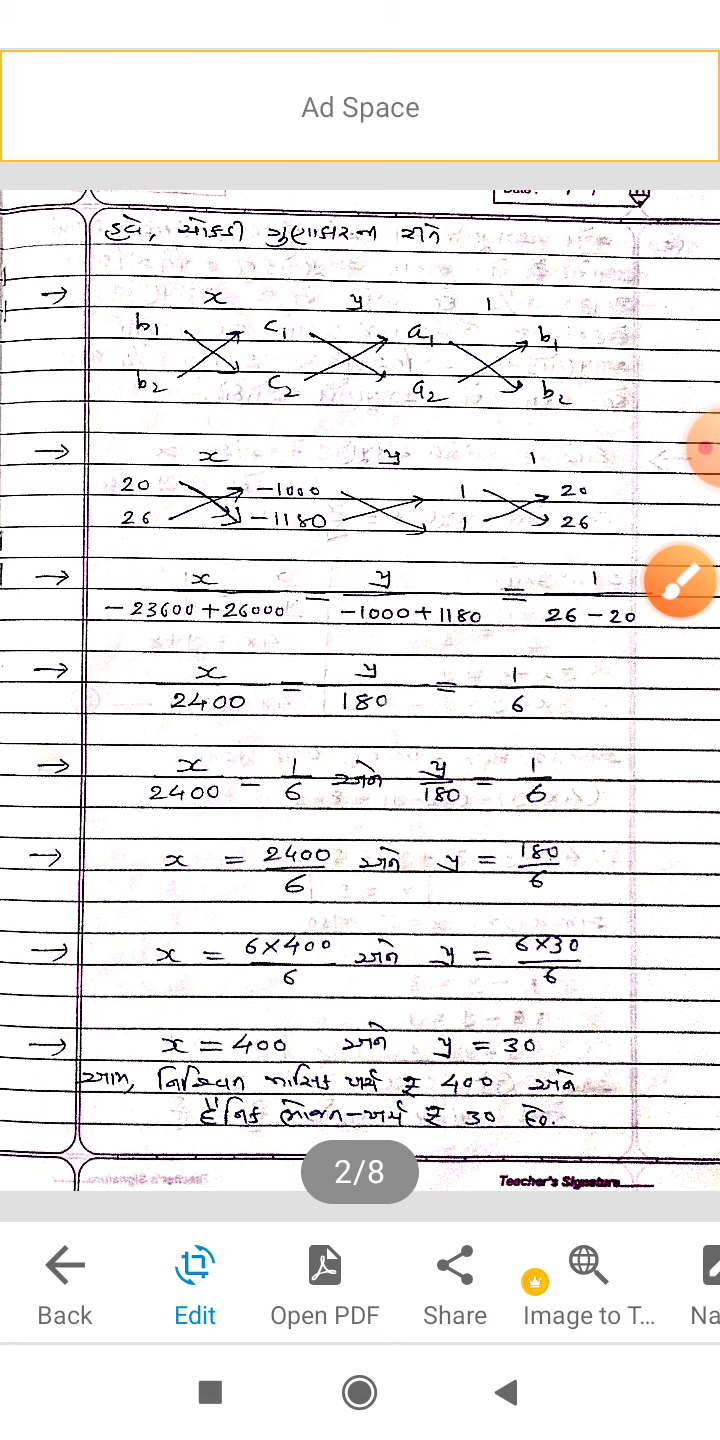 Ad Space
હવે, ચોકડી ગુણાકારની રીતે
→ x y 1
b₁ c₁ a₁ b₁
b₂ c₂ a₂ b₂
→ x y 1
20 -1000 1 20
26 -1180 1 26
→ x/(-23600+26000) = y/(-1000+1180) = 1/(26-20)
→ x/2400 = y/180 = 1/6
→ x/2400 = 1/6 અને y/180 = 1/6
→ x = 2400/6 અને y = 180/6
→ x = 6×400/6 અને y = 6×30/6
→ x = 400 અને y = 30
આમ, નિશ્ચિત માસિક ખર્ચ ₹ 400 અને
દૈનિક ભોજન-ખર્ચ ₹ 30 છે.
2/8
Teacher's Signature
Back Edit Open PDF Share Image to T... Na